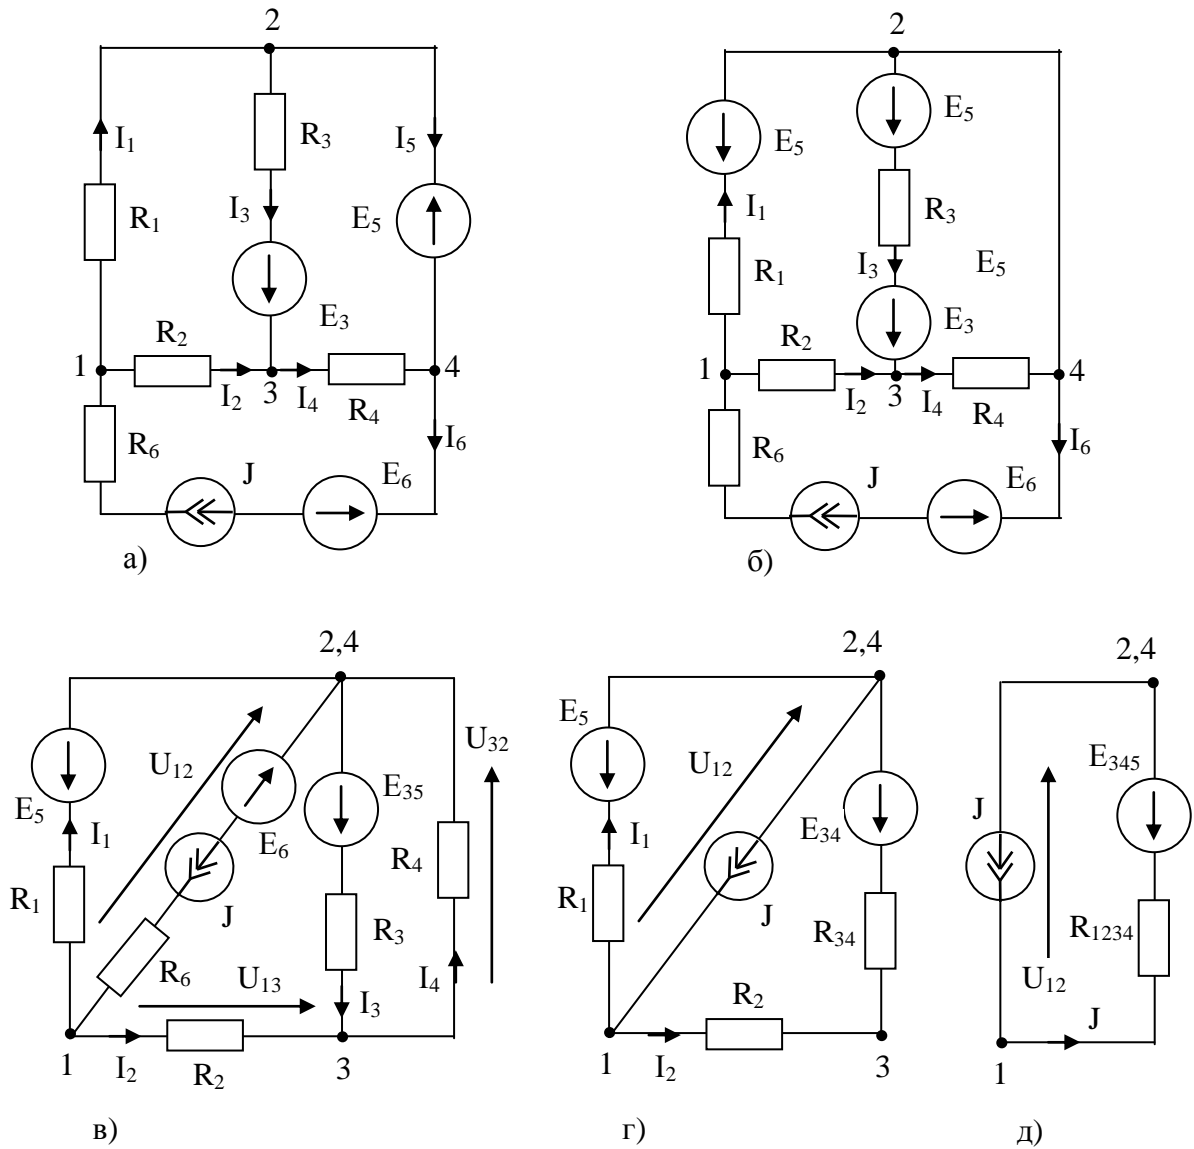 2
I₁
R₃
I₅
R₁
I₃
E₅
E₃
R₂
1
I₂
3
I₄
R₄
4
R₆
J
E₆
I₆
а)
2
E₅
E₅
I₁
R₃
R₁
I₃
E₅
E₃
R₂
1
I₂
3
I₄
R₄
4
R₆
J
E₆
I₆
б)
2,4
U₁₂
U₃₂
E₅
E₃₅
I₁
E₆
R₄
R₁
J
R₃
R₆
U₁₃
I₄
I₃
1
I₂
R₂
3
в)
2,4
E₅
U₁₂
I₁
E₃₄
R₁
J
R₃₄
R₂
1
I₂
3
г)
2,4
E₃₄₅
J
R₁₂₃₄
U₁₂
J
1
д)